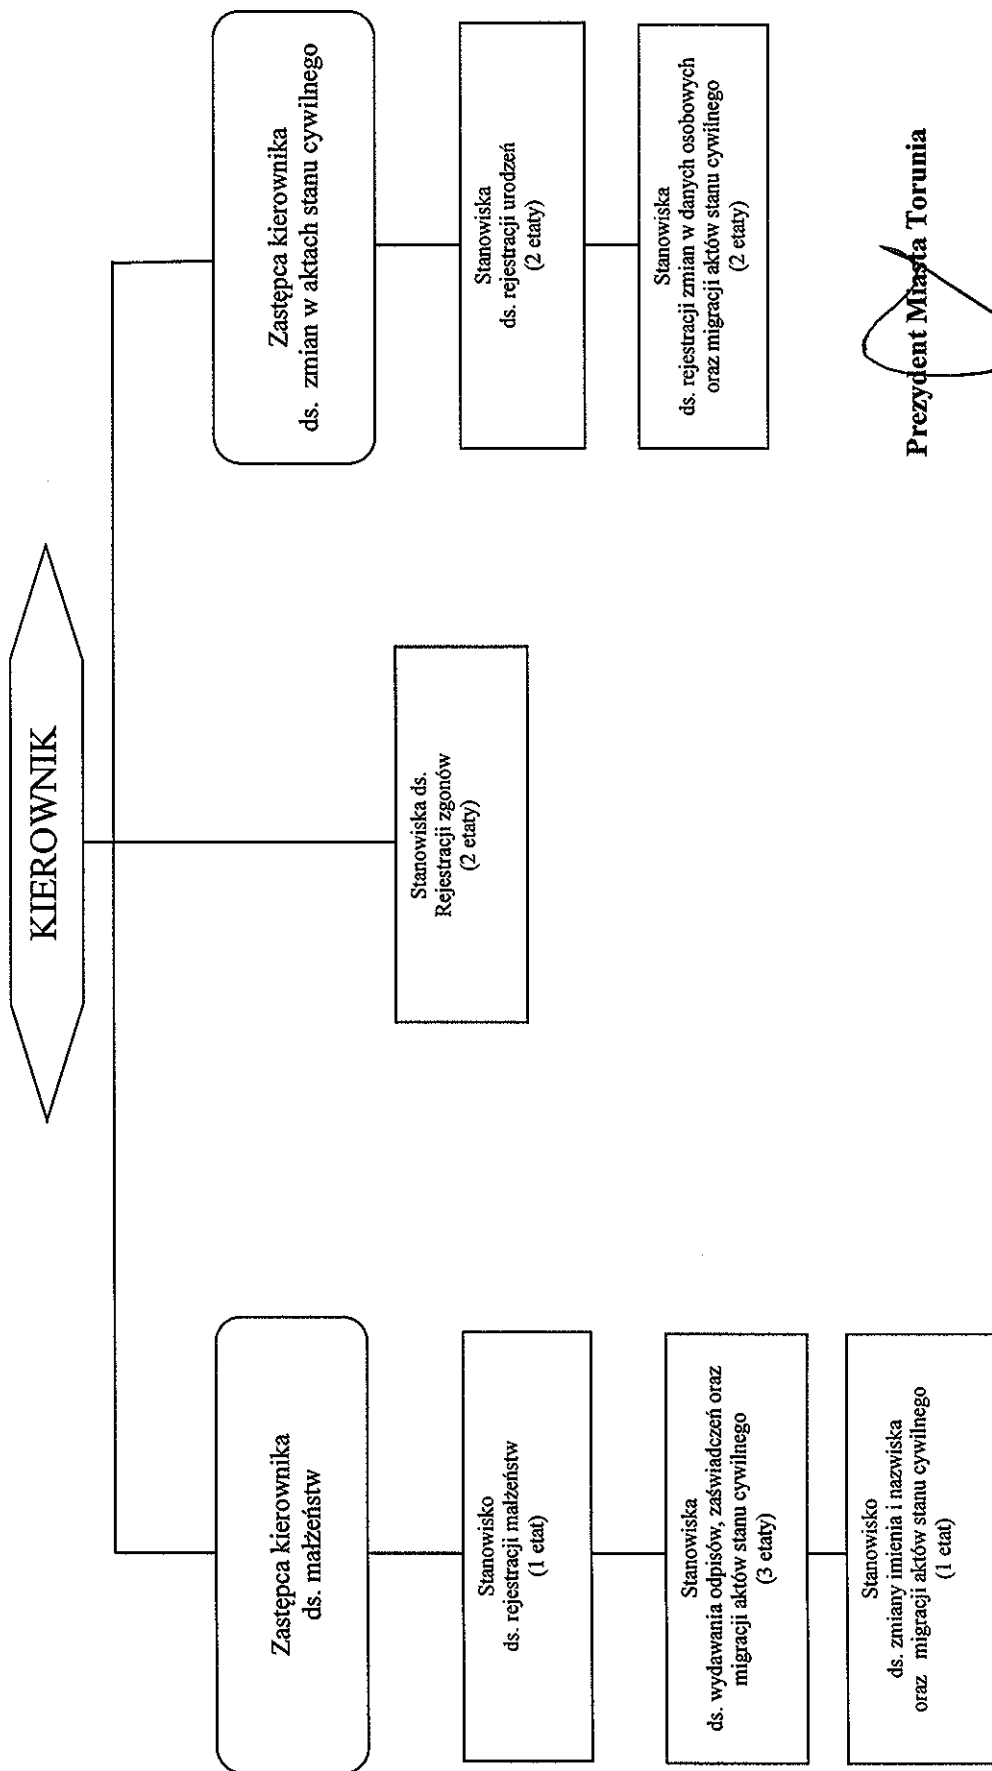 KIEROWNIK
Zastępca kierownika
ds. małżeństw
Stanowisko
ds. rejestracji małżeństw
(1 etat)
Stanowiska
ds. wydawania odpisów, zaświadczeń oraz
migracji aktów stanu cywilnego
(3 etaty)
Stanowisko
ds. zmiany imienia i nazwiska
oraz migracji aktów stanu cywilnego
(1 etat)
Stanowiska ds.
Rejestracji zgonów
(2 etaty)
Zastępca kierownika
ds. zmian w aktach stanu cywilnego
Stanowiska
ds. rejestracji urodzeń
(2 etaty)
Stanowiska
ds. rejestracji zmian w danych osobowych
oraz migracji aktów stanu cywilnego
(2 etaty)
Prezydent Miasta Torunia